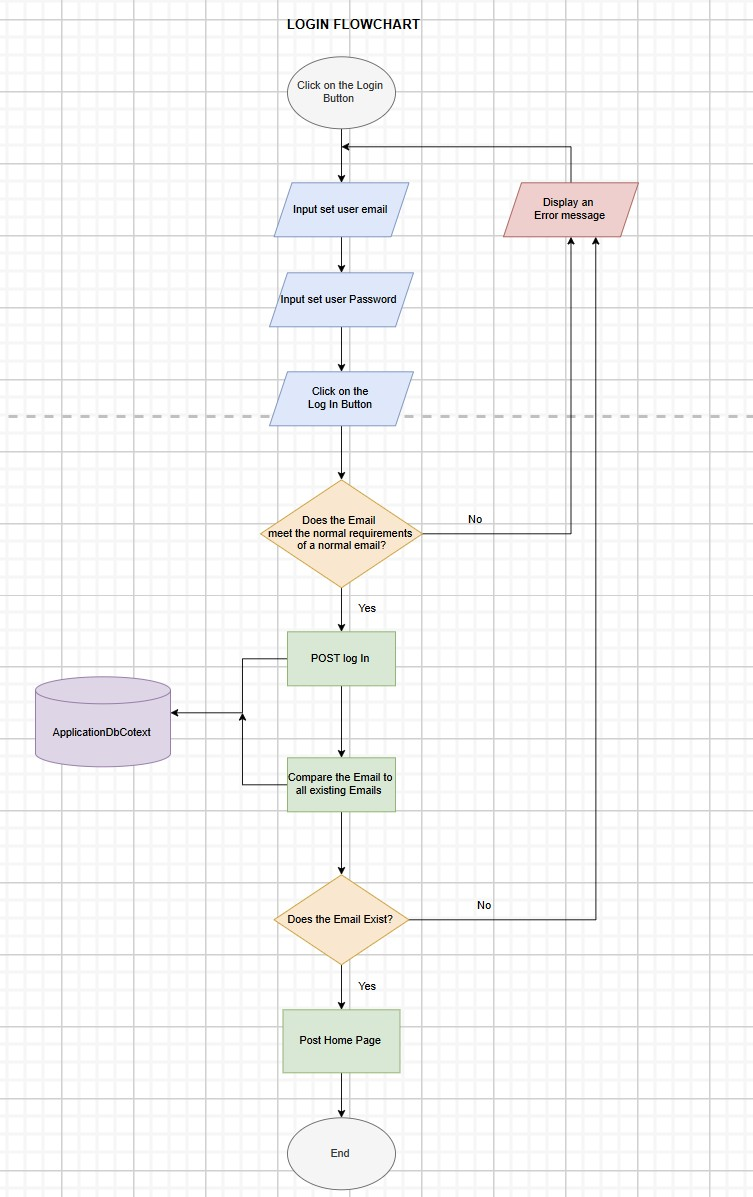 LOGIN FLOWCHART
Click on the Login
Button
Input set user email
Display an
Error message
Input set user Password
Click on the
Log In Button
Does the Email
meet the normal requirements
of a normal email?
No
Yes
POST log In
ApplicationDbCotext
Compare the Email to
all existing Emails
Does the Email Exist?
No
Yes
Post Home Page
End